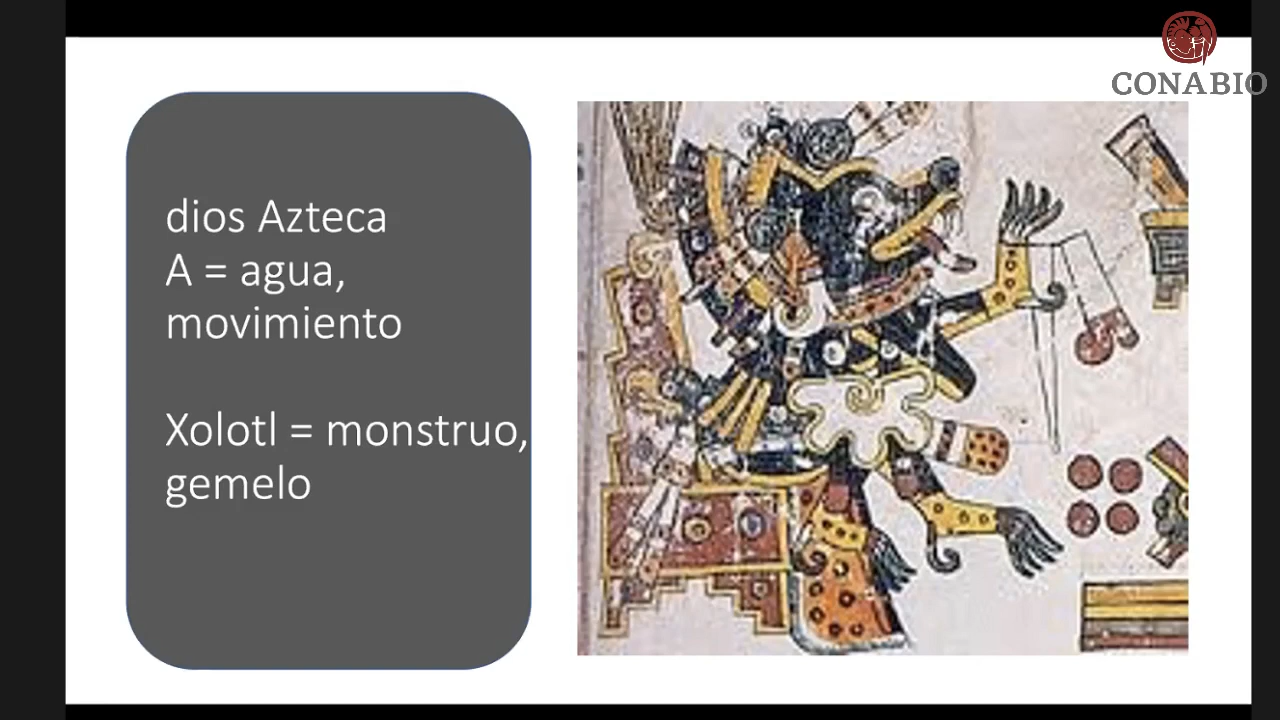 CONABIO
dios Azteca
A = agua,
movimiento
Xolotl = monstruo,
gemelo